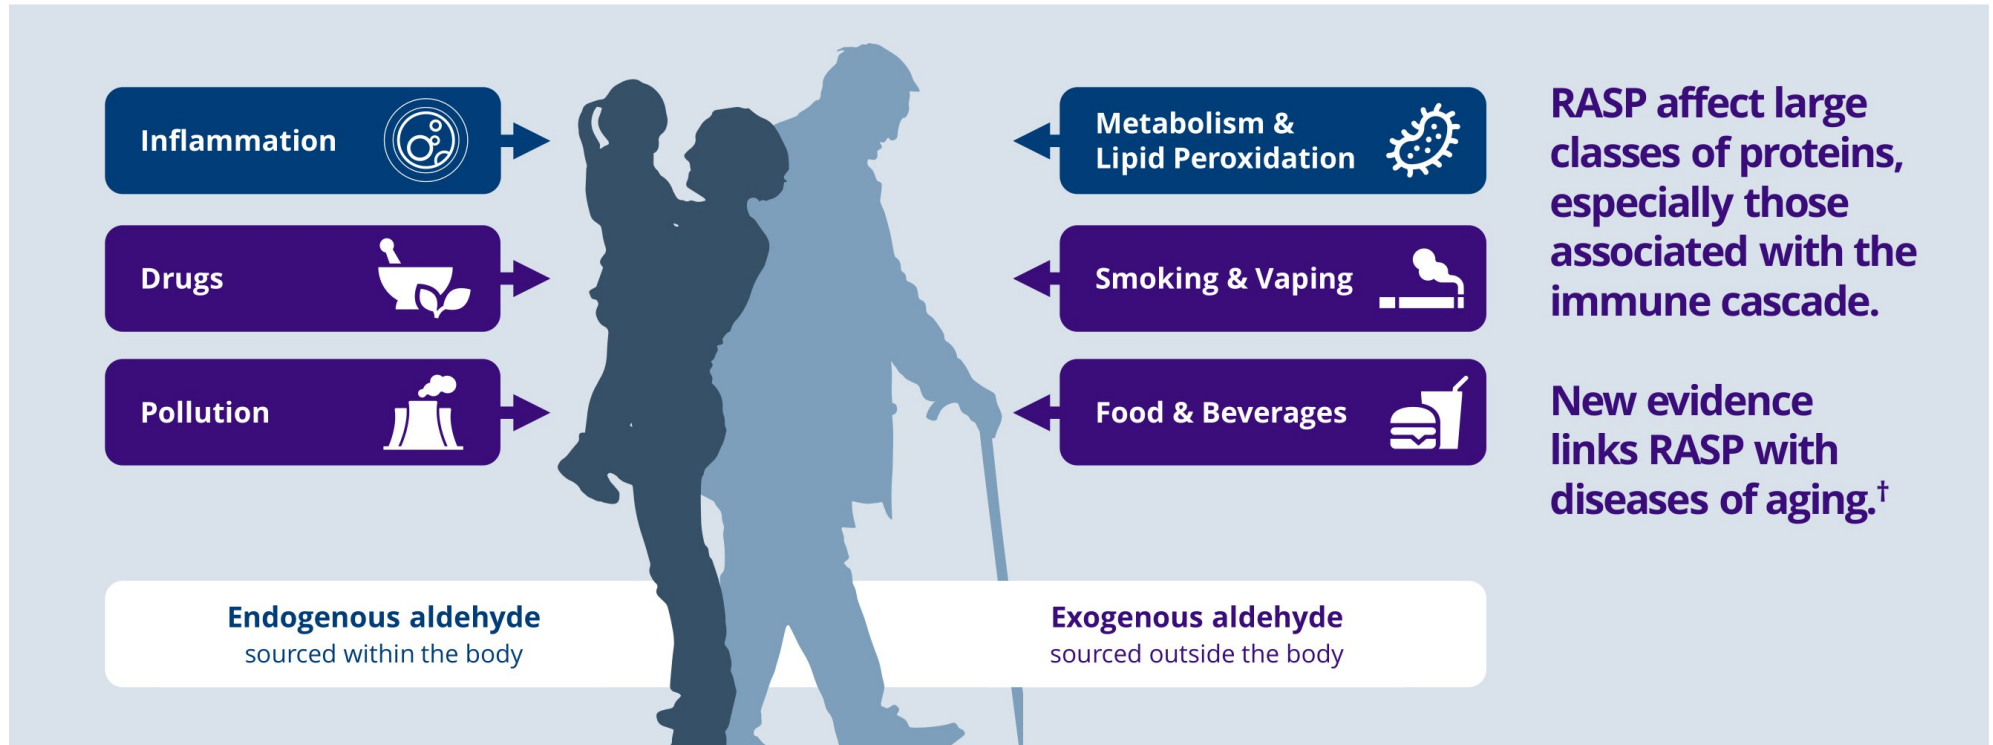 Inflammation
Drugs
Pollution
Metabolism &
Lipid Peroxidation
Smoking & Vaping
Food & Beverages
RASP affect large
classes of proteins,
especially those
associated with the
immune cascade.
New evidence
links RASP with
diseases of aging.†
Endogenous aldehyde
sourced within the body
Exogenous aldehyde
sourced outside the body